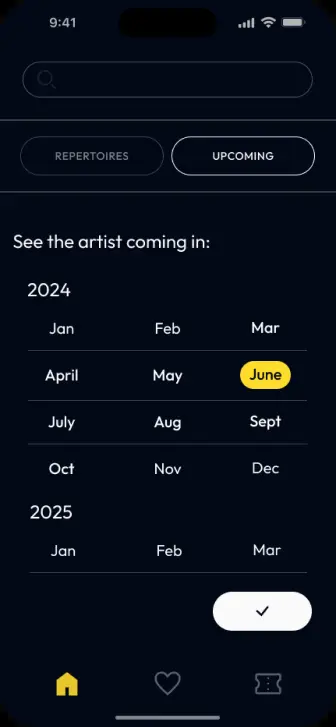 9:41
REPERTOIRES UPCOMING
See the artist coming in:
2024
Jan Feb Mar
April May June
July Aug Sept
Oct Nov Dec
2025
Jan Feb Mar